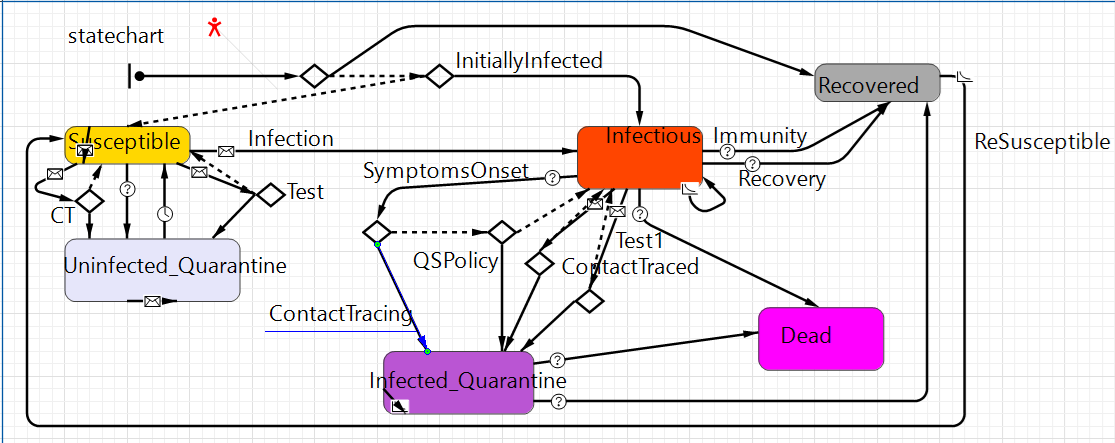 statechart
InitiallyInfected
Recovered
Susceptible
Infection
Infectious
Immunity
ReSusceptible
SymptomsOnset
Recovery
Test
CT
QSPolicy
Test1
ContactTraced
Uninfected_Quarantine
ContactTracing
Dead
Infected_Quarantine